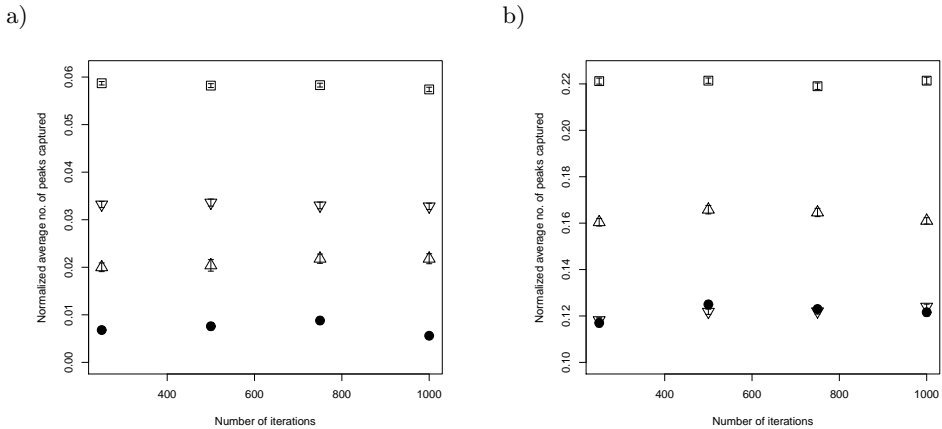 a)
Normalized average no. of peaks captured
0.06
0.05
0.04
0.03
0.02
0.01
0.00
400 600 800 1000
Number of iterations
b)
Normalized average no. of peaks captured
0.22
0.20
0.18
0.16
0.14
0.12
0.10
400 600 800 1000
Number of iterations